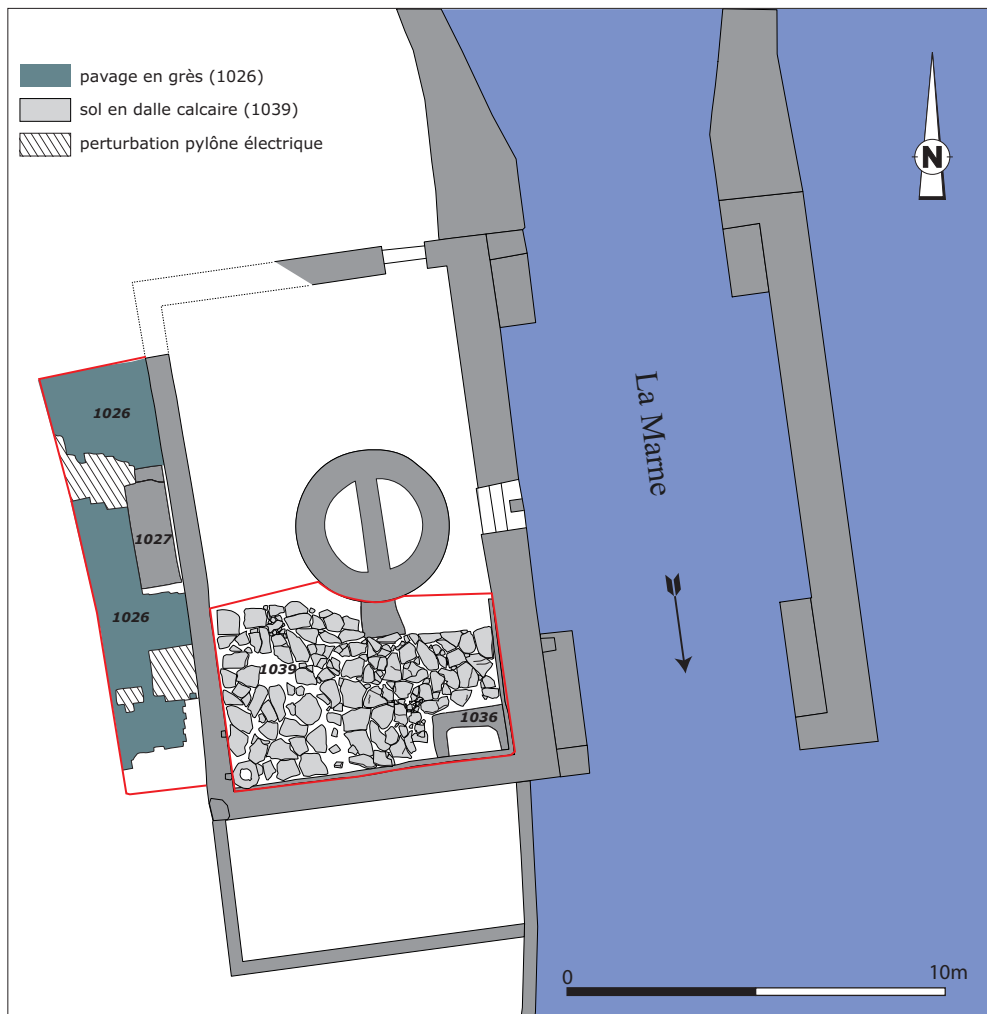 pavage en grès (1026)
sol en dalle calcaire (1039)
perturbation pylône électrique
N
La Marne
1026
1027
1026
1039
1036
0
10m